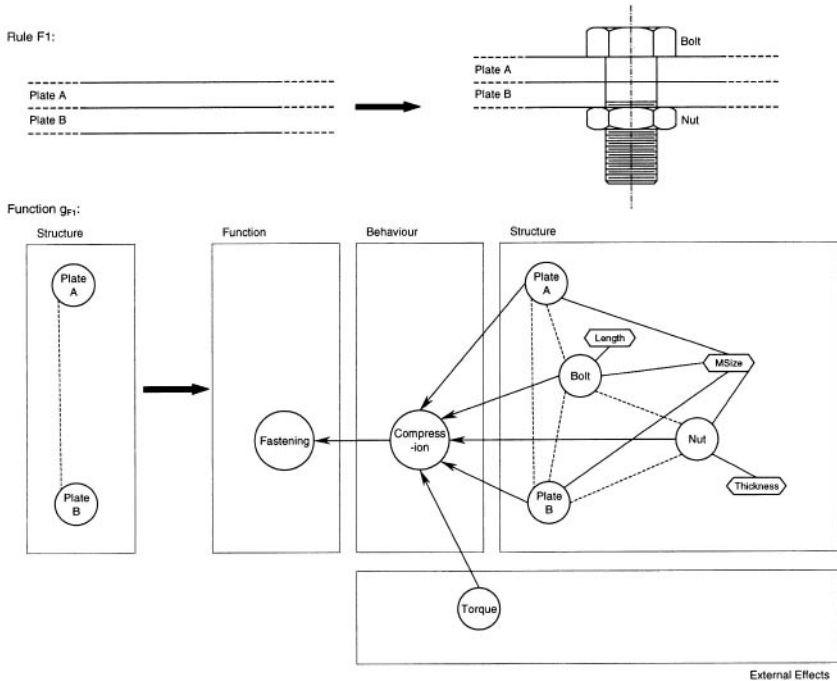 Rule F1:
Bolt
Plate A
Plate A
Plate B
Plate B
Nut
Function gF1:
Structure
Function
Behaviour
Structure
Plate
A
Plate
A
Length
MSize
Bolt
Fastening
Compress
-ion
Nut
Thickness
Plate
B
Plate
B
Torque
External Effects